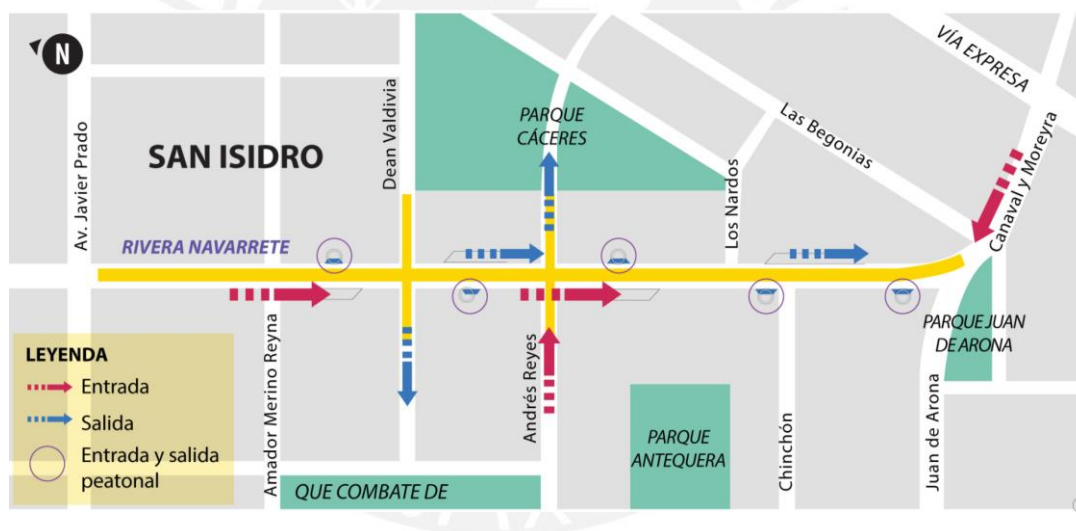 N
VÍA EXPRESA
SAN ISIDRO
PARQUE
CÁCERES
Av. Javier Prado
Dean Valdivia
Las Begonias
Canaval y Moreyra
Los Nardos
RIVERA NAVARRETE
Amador Merino Reyna
Andrés Reyes
PARQUE JUAN
DE ARONA
PARQUE
ANTEQUERA
Chinchón
Juan de Arona
QUE COMBATE DE
LEYENDA
Entrada
Salida
Entrada y salida
peatonal